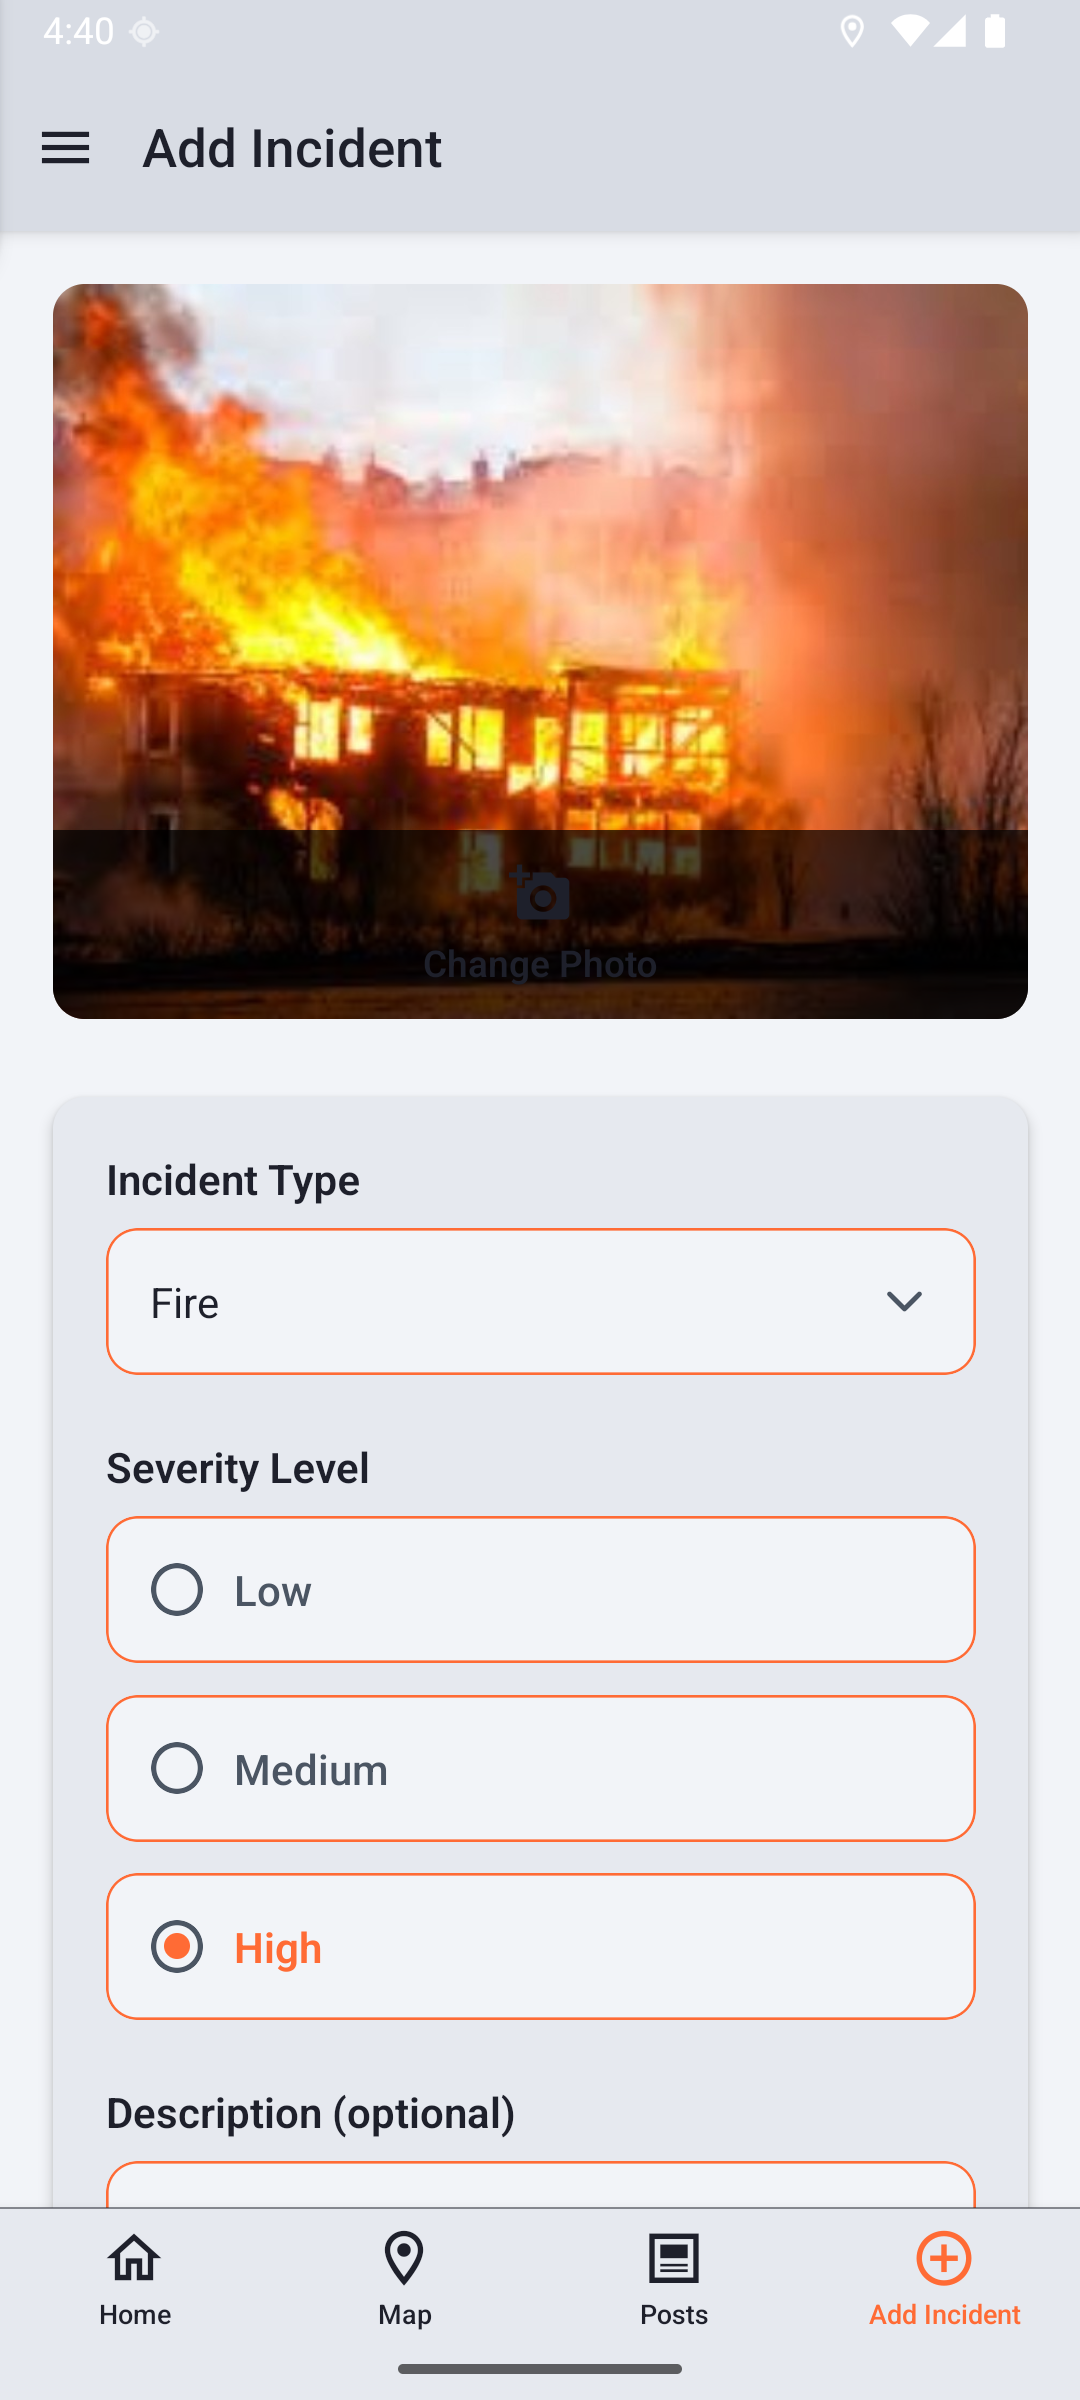 4:40
Add Incident
Change Photo
Incident Type
Fire
Severity Level
Low
Medium
High
Description (optional)
Home
Map
Posts
Add Incident